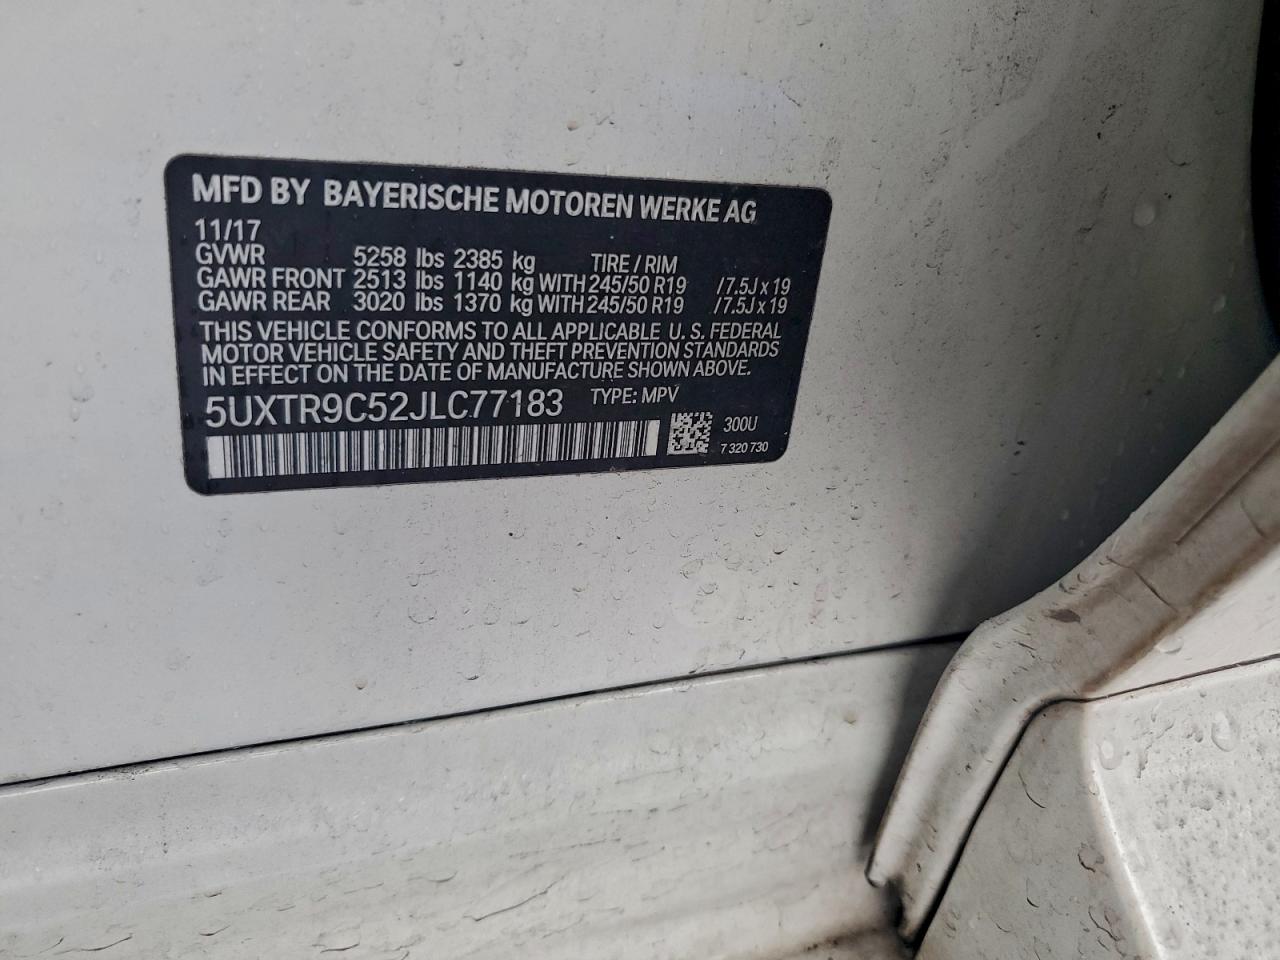 MFD BY BAYERISCHE MOTOREN WERKE AG
11/17
GVWR 5258 lbs 2385 kg TIRE / RIM
GAWR FRONT 2513 lbs 1140 kg WITH 245/50 R19 /7.5J x 19
GAWR REAR 3020 lbs 1370 kg WITH 245/50 R19 /7.5J x 19
THIS VEHICLE CONFORMS TO ALL APPLICABLE U. S. FEDERAL
MOTOR VEHICLE SAFETY AND THEFT PREVENTION STANDARDS
IN EFFECT ON THE DATE OF MANUFACTURE SHOWN ABOVE.
5UXTR9C52JLC77183 TYPE: MPV
300U
7 320 730